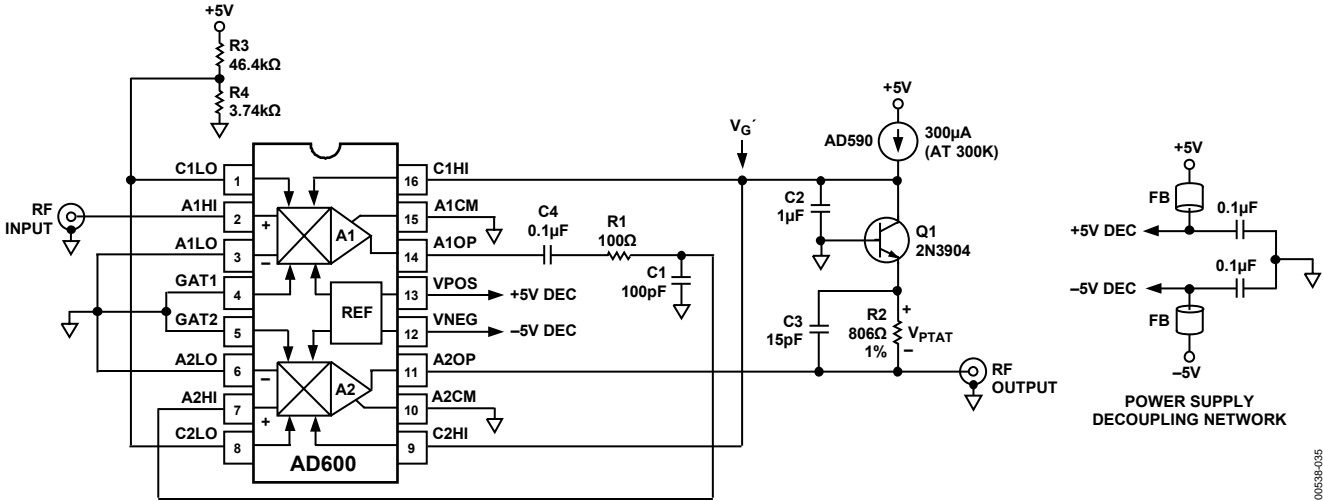 +5V
R3
46.4kΩ
R4
3.74kΩ
C1LO
1
A1HI
2
RF
INPUT
A1LO
3
GAT1
4
GAT2
5
A2LO
6
A2HI
7
C2LO
8
+
–
A1
REF
–
+
A2
AD600
16
C1HI
15
A1CM
14
A1OP
13
VPOS
+5V DEC
12
VNEG
–5V DEC
11
A2OP
10
A2CM
9
C2HI
C4
0.1µF
R1
100Ω
C1
100pF
VG´
C2
1µF
+5V
AD590
300µA
(AT 300K)
Q1
2N3904
C3
15pF
R2
806Ω
1%
+
VPTAT
–
RF
OUTPUT
+5V
FB
0.1µF
+5V DEC
0.1µF
–5V DEC
FB
–5V
POWER SUPPLY
DECOUPLING NETWORK
00538-035